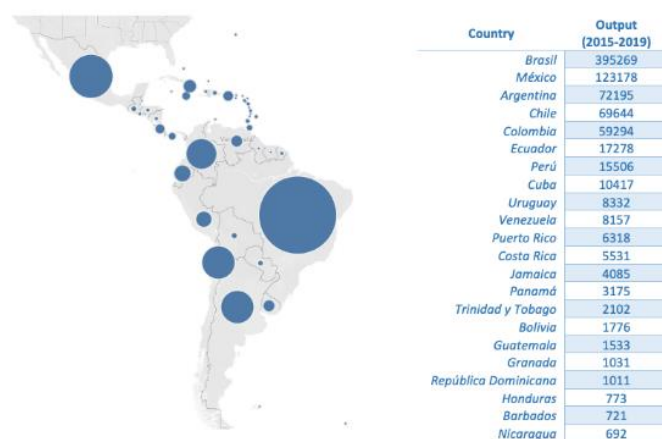 Country Output
(2015-2019)
Brasil 395269
México 123178
Argentina 72195
Chile 69644
Colombia 59294
Ecuador 17278
Perú 15506
Cuba 10417
Uruguay 8332
Venezuela 8157
Puerto Rico 6318
Costa Rica 5531
Jamaica 4085
Panamá 3175
Trinidad y Tobago 2102
Bolivia 1776
Guatemala 1533
Granada 1031
República Dominicana 1011
Honduras 773
Barbados 721
Nicaragua 692